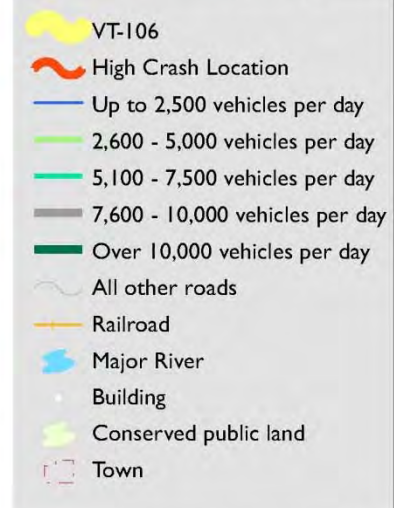 VT-106
High Crash Location
Up to 2,500 vehicles per day
2,600 - 5,000 vehicles per day
5,100 - 7,500 vehicles per day
7,600 - 10,000 vehicles per day
Over 10,000 vehicles per day
All other roads
Railroad
Major River
Building
Conserved public land
Town